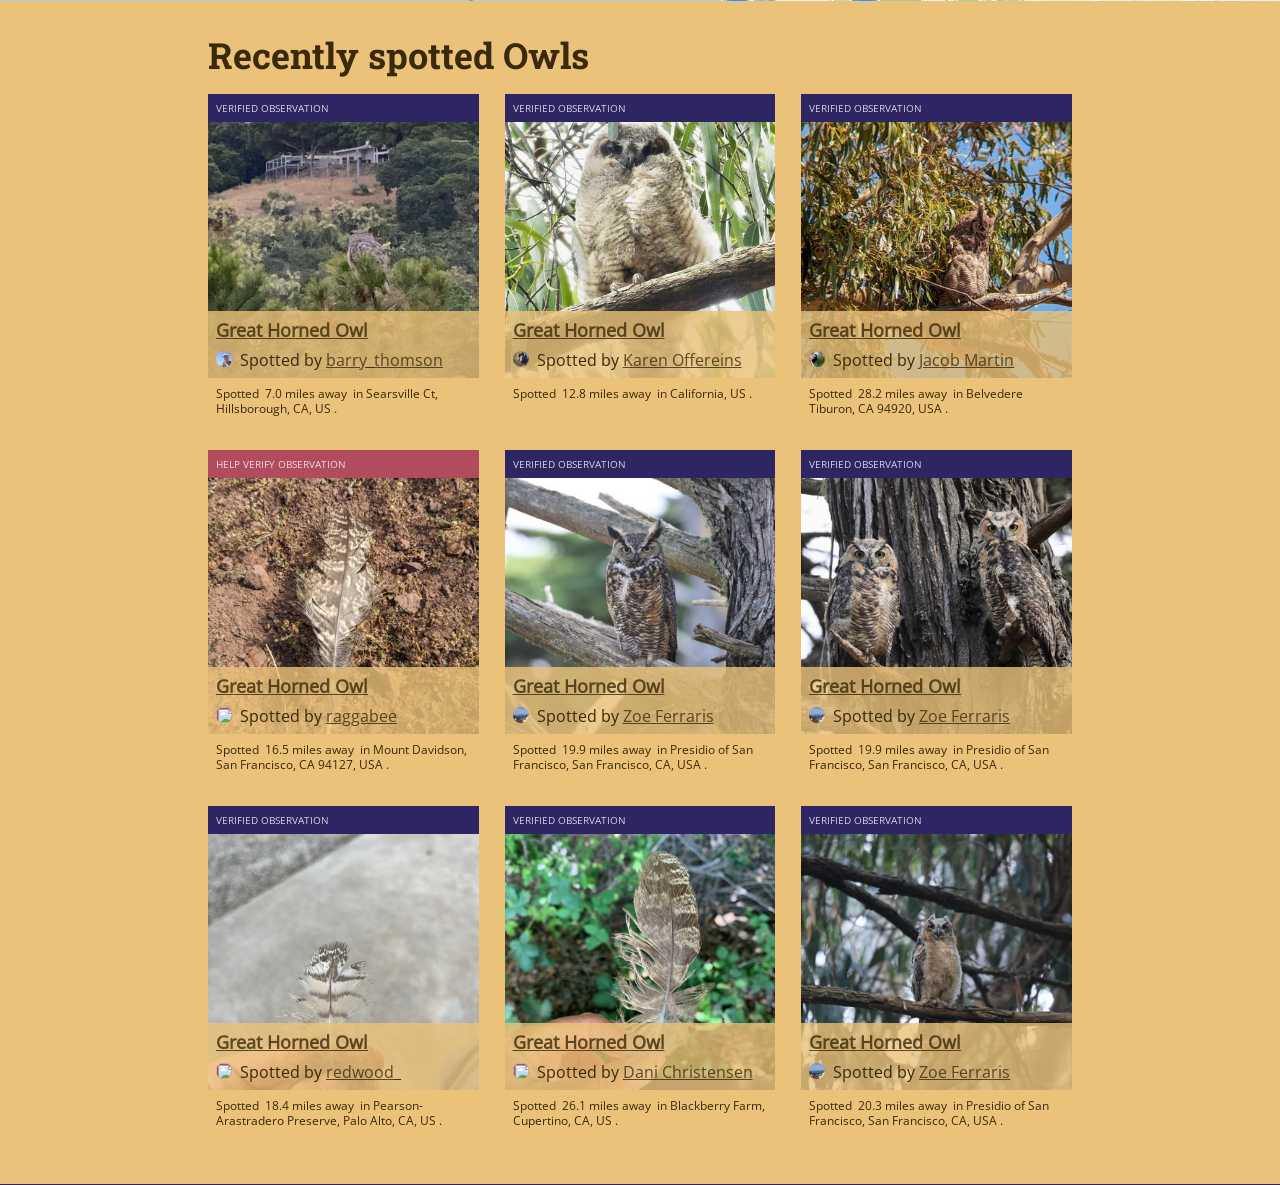 Recently spotted Owls
VERIFIED OBSERVATION
Great Horned Owl
Spotted by barry_thomson
Spotted 7.0 miles away in Searsville Ct,
Hillsborough, CA, US .
VERIFIED OBSERVATION
Great Horned Owl
Spotted by Karen Offereins
Spotted 12.8 miles away in California, US .
VERIFIED OBSERVATION
Great Horned Owl
Spotted by Jacob Martin
Spotted 28.2 miles away in Belvedere
Tiburon, CA 94920, USA .
HELP VERIFY OBSERVATION
Great Horned Owl
Spotted by raggabee
Spotted 16.5 miles away in Mount Davidson,
San Francisco, CA 94127, USA .
VERIFIED OBSERVATION
Great Horned Owl
Spotted by Zoe Ferraris
Spotted 19.9 miles away in Presidio of San
Francisco, San Francisco, CA, USA .
VERIFIED OBSERVATION
Great Horned Owl
Spotted by Zoe Ferraris
Spotted 19.9 miles away in Presidio of San
Francisco, San Francisco, CA, USA .
VERIFIED OBSERVATION
Great Horned Owl
Spotted by redwood_
Spotted 18.4 miles away in Pearson-
Arastradero Preserve, Palo Alto, CA, US .
VERIFIED OBSERVATION
Great Horned Owl
Spotted by Dani Christensen
Spotted 26.1 miles away in Blackberry Farm,
Cupertino, CA, US .
VERIFIED OBSERVATION
Great Horned Owl
Spotted by Zoe Ferraris
Spotted 20.3 miles away in Presidio of San
Francisco, San Francisco, CA, USA .